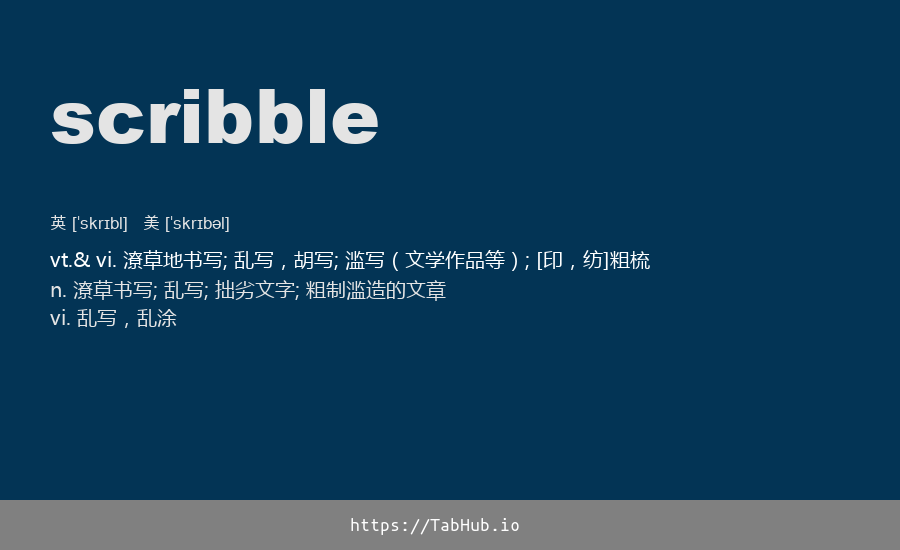 scribble
英 [ˈskrɪbl]   美 [ˈskrɪbəl]
vt.& vi. 潦草地书写; 乱写，胡写; 滥写（文学作品等）; [印，纺]粗梳
n. 潦草书写; 乱写; 拙劣文字; 粗制滥造的文章
vi. 乱写，乱涂
https://TabHub.io